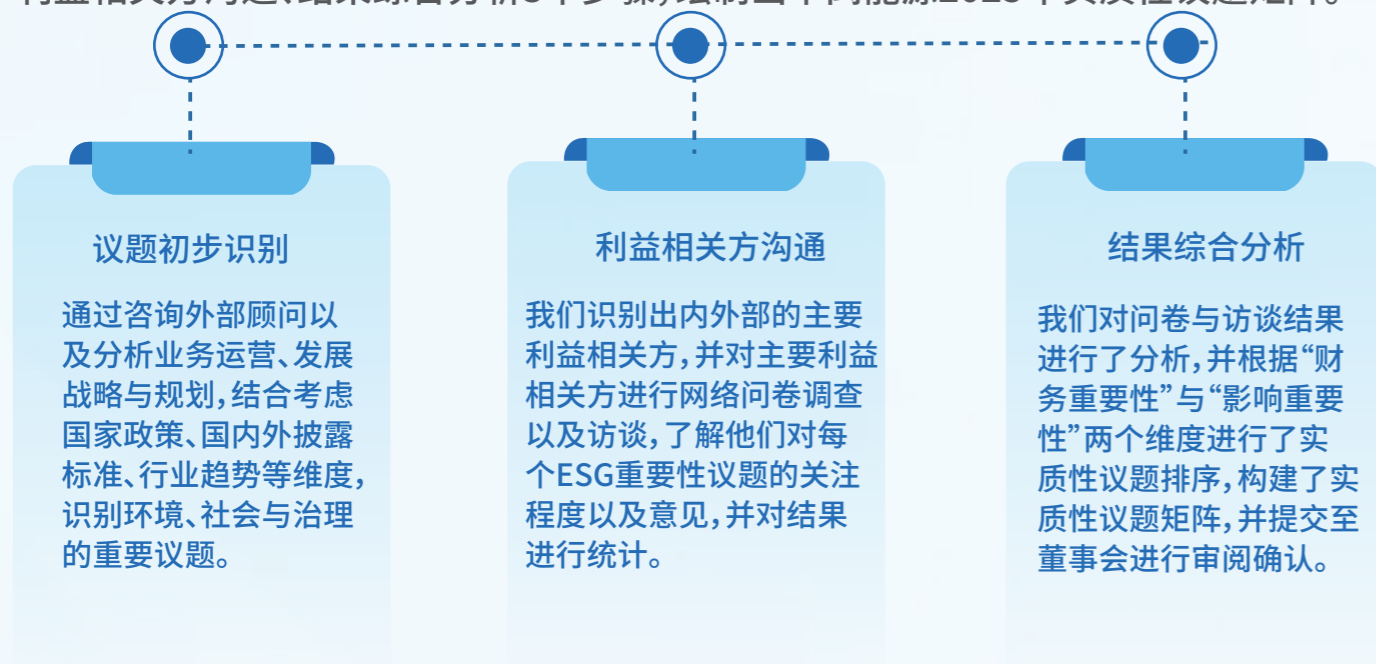 议题初步识别
通过咨询外部顾问以
及分析业务运营、发展
战略与规划,结合考虑
国家政策、国内外披露
标准、行业趋势等维度,
识别环境、社会与治理
的重要议题。
利益相关方沟通
我们识别出内外部的主要
利益相关方,并对主要利益
相关方进行网络问卷调查
以及访谈,了解他们对每
个ESG重要性议题的关注
程度以及意见,并对结果
进行统计。
结果综合分析
我们对问卷与访谈结果
进行了分析,并根据“财
务重要性”与“影响重要
性”两个维度进行了实
质性议题排序,构建了实
质性议题矩阵,并提交至
董事会进行审阅确认。